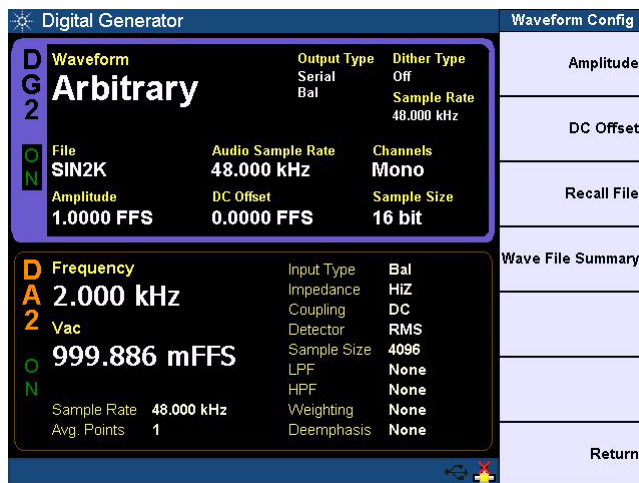 Digital Generator
Waveform Config
DG2
ON
Waveform
Arbitrary
Output Type
Serial
Bal
Dither Type
Off
Sample Rate
48.000 kHz
File
SIN2K
Audio Sample Rate
48.000 kHz
Channels
Mono
Amplitude
1.0000 FFS
DC Offset
0.0000 FFS
Sample Size
16 bit
DA2
ON
Frequency
2.000 kHz
Vac
999.886 mFFS
Sample Rate 48.000 kHz
Avg. Points 1
Input Type Bal
Impedance HiZ
Coupling DC
Detector RMS
Sample Size 4096
LPF None
HPF None
Weighting None
Deemphasis None
Amplitude
DC Offset
Recall File
Wave File Summary
Return